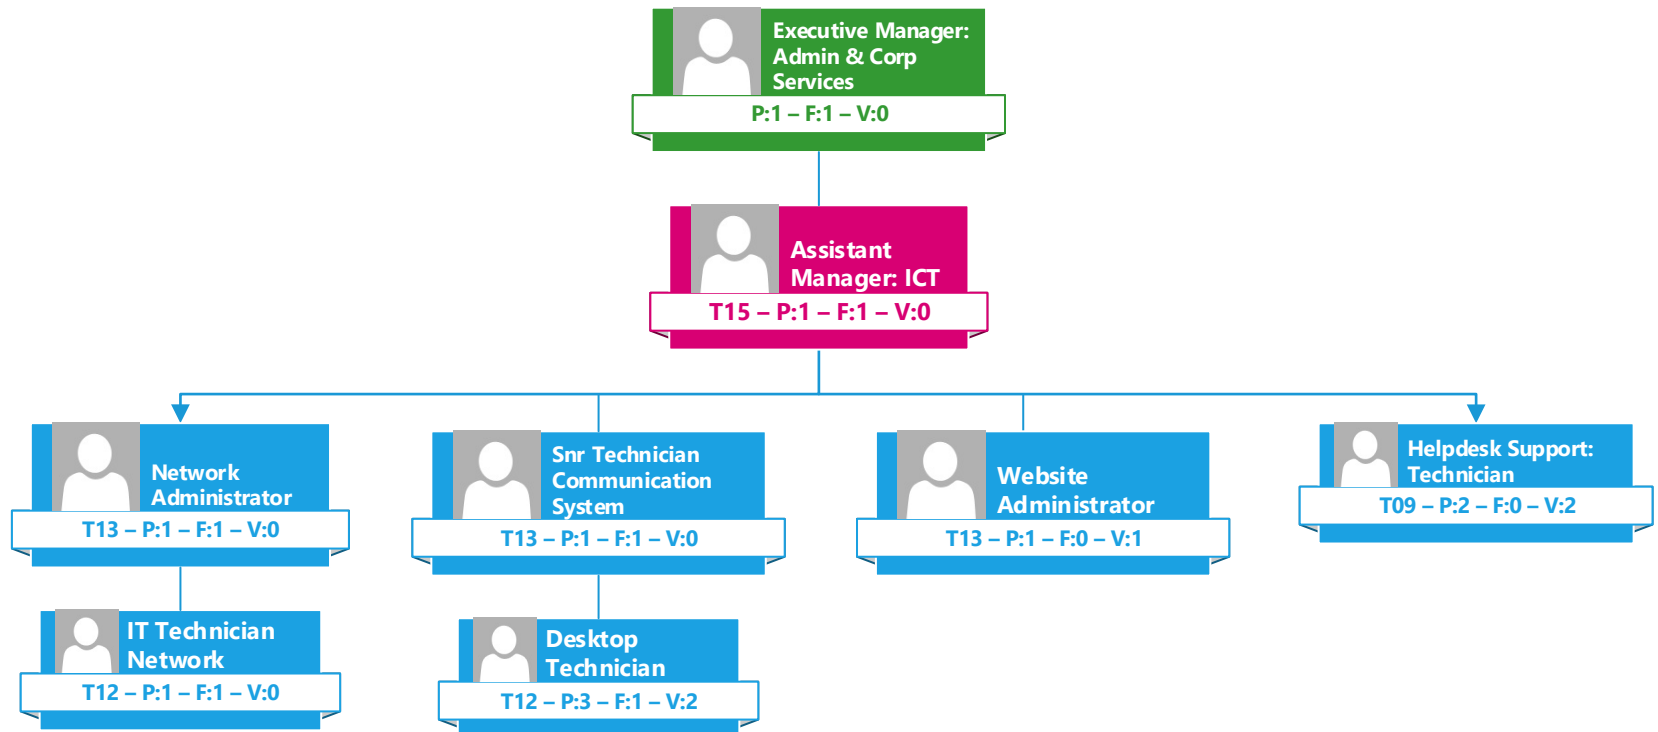 Executive Manager:
Admin & Corp
Services
P:1 – F:1 – V:0
Assistant
Manager: ICT
T15 – P:1 – F:1 – V:0
Network
Administrator
T13 – P:1 – F:1 – V:0
Snr Technician
Communication
System
T13 – P:1 – F:1 – V:0
Website
Administrator
T13 – P:1 – F:0 – V:1
Helpdesk Support:
Technician
T09 – P:2 – F:0 – V:2
IT Technician
Network
T12 – P:1 – F:1 – V:0
Desktop
Technician
T12 – P:3 – F:1 – V:2